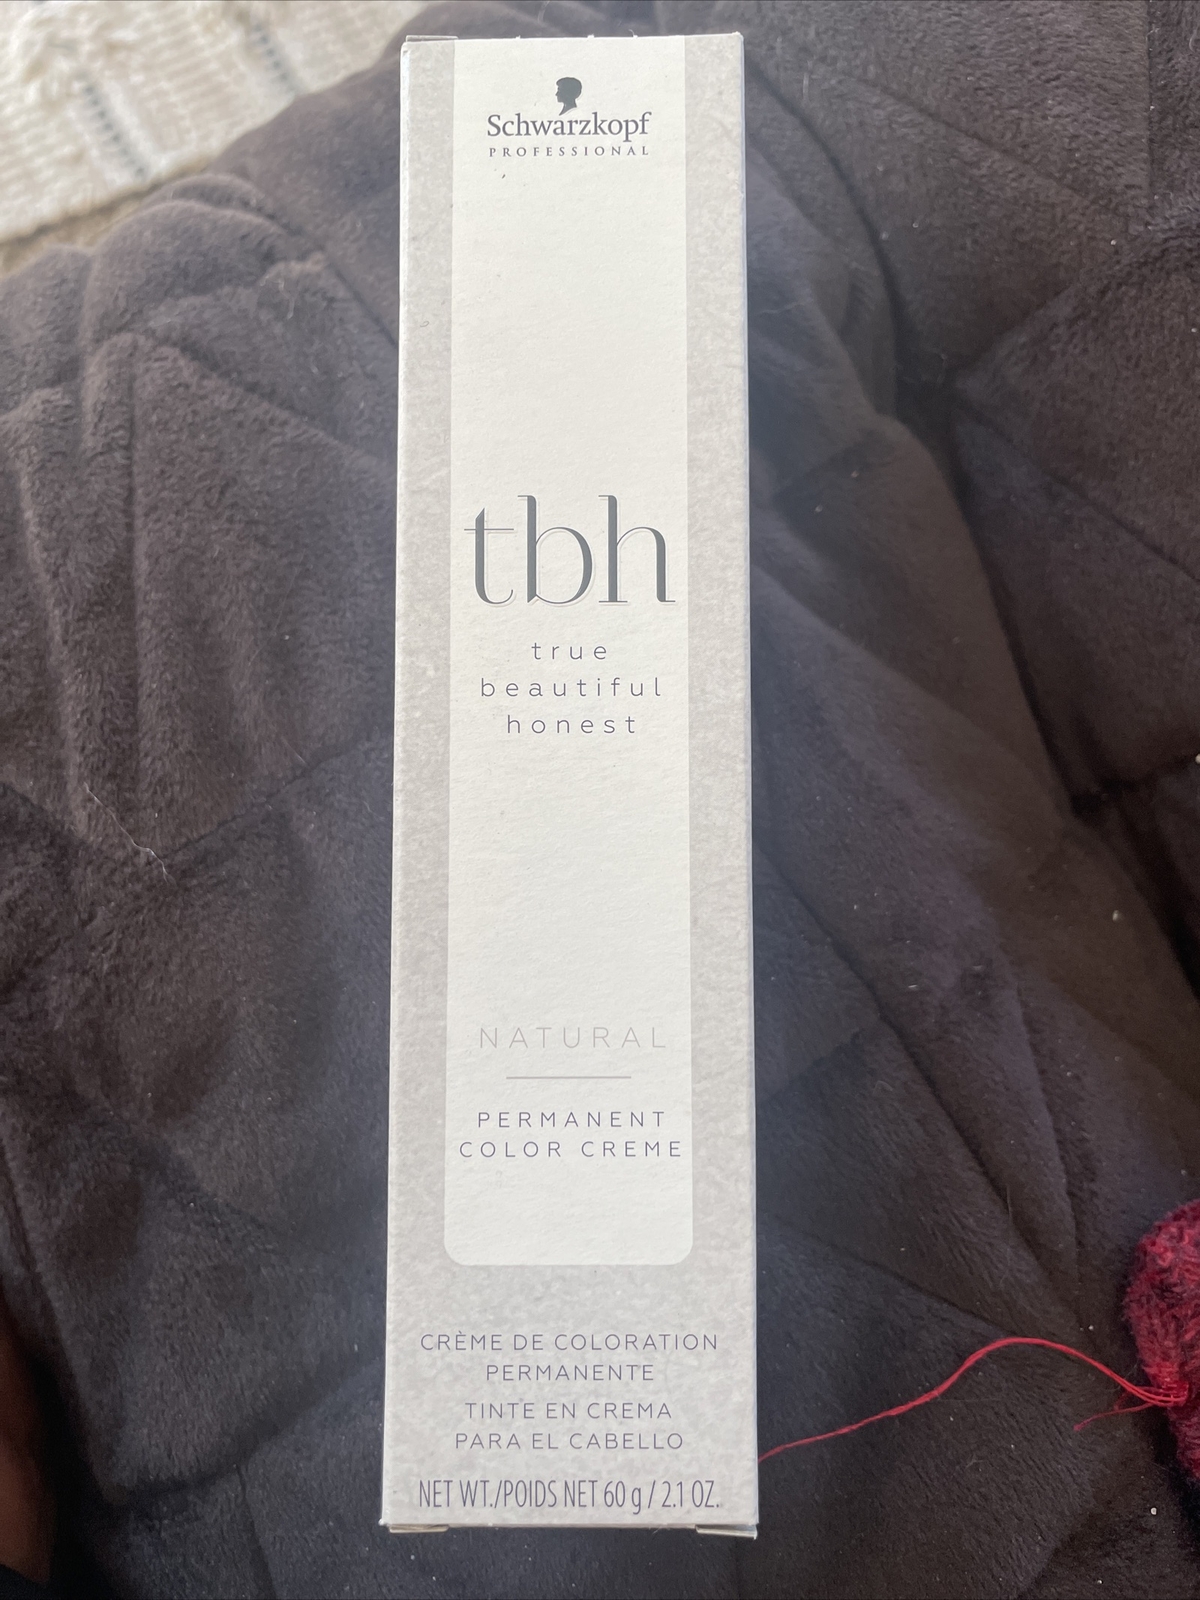 Schwarzkopf
PROFESSIONAL
tbh
true
beautiful
honest
NATURAL
PERMANENT
COLOR CREME
CRÈME DE COLORATION
PERMANENTE
TINTE EN CREMA
PARA EL CABELLO
NET WT./POIDS NET 60 g / 2.1 OZ.